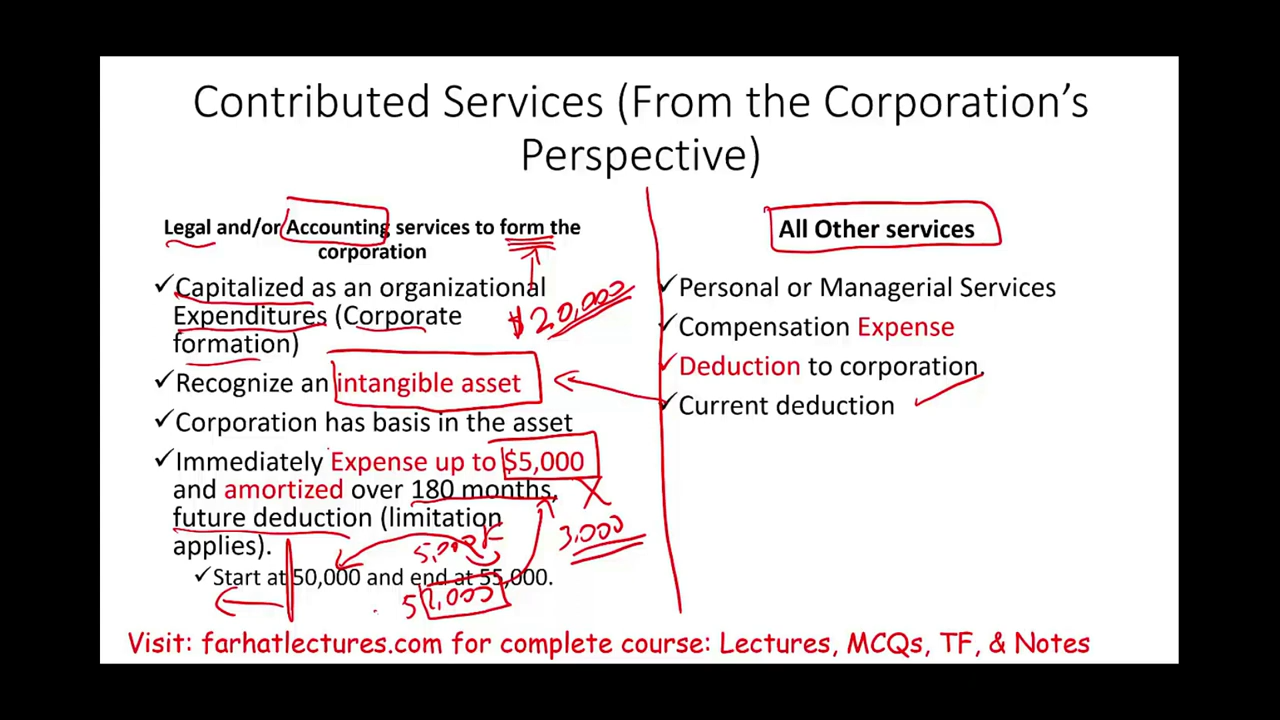 Contributed Services (From the Corporation's
Perspective)
Legal and/or Accounting services to form the
corporation
✓Capitalized as an organizational
Expenditures (Corporate
formation)
$20,000
✓Recognize an intangible asset
✓Corporation has basis in the asset
✓Immediately Expense up to $5,000
and amortized over 180 months,
future deduction (limitation
applies).
3,000
✓Start at 50,000 and end at 55,000.
52,000
All Other services
✓Personal or Managerial Services
✓Compensation Expense
✓Deduction to corporation.
✓Current deduction
Visit: farhatlectures.com for complete course: Lectures, MCQs, TF, & Notes